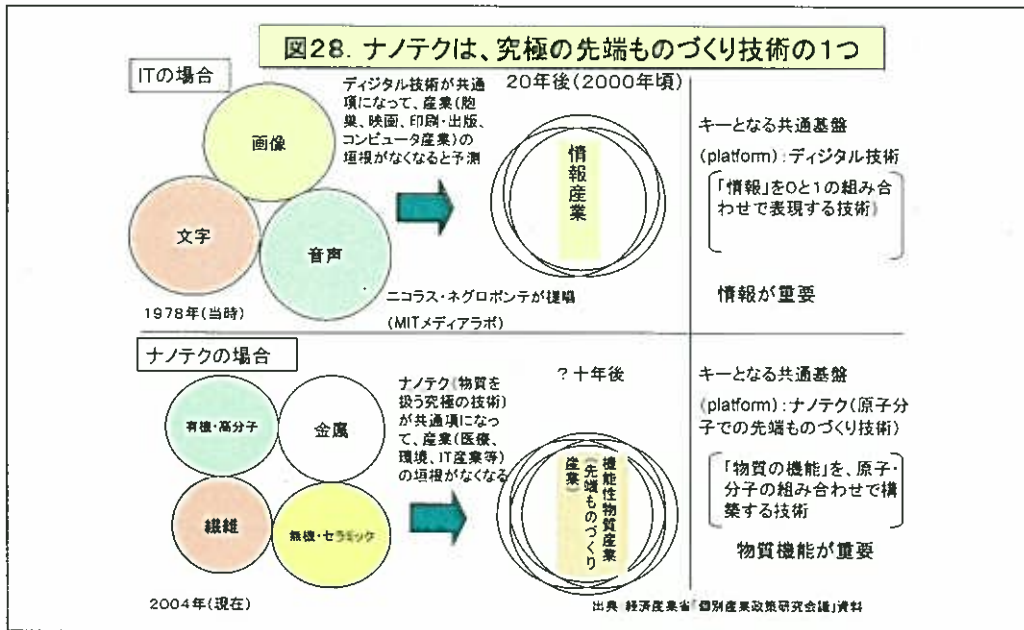 図28. ナノテクは、究極の先端ものづくり技術の1つ
ITの場合
画像
文字
音声
1978年(当時)
ディジタル技術が共通
項になって、産業(胞
巣、映画、印刷・出版、
コンピュータ産業)の
垣根がなくなると予測
20年後(2000年頃)
情報産業
ニコラス・ネグロポンテが提唱
(MITメディアラボ)
キーとなる共通基盤
(platform):ディジタル技術
「情報」を0と1の組み合
わせで表現する技術
情報が重要
ナノテクの場合
有機・高分子
金属
繊維
無機・セラミック
2004年(現在)
ナノテク(物質を
扱う究極の技術)
が共通項になっ
て、産業(医療、
環境、IT産業等)
の垣根がなくなる
?十年後
機能性物質産業
(先端ものづくり
産業)
キーとなる共通基盤
(platform):ナノテク(原子分
子での先端ものづくり技術)
「物質の機能」を、原子・
分子の組み合わせで構
築する技術
物質機能が重要
出典 経済産業省「個別産業政策研究会議」資料